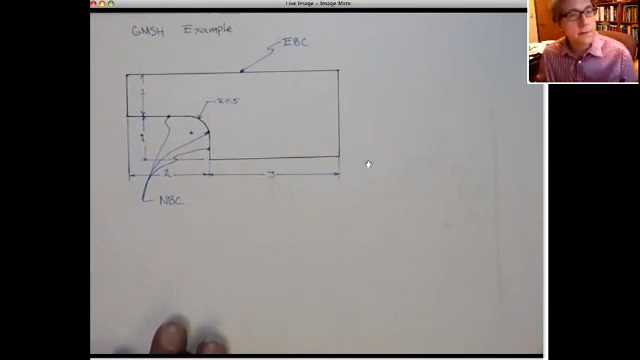 Live Image - Image Mate
GMSH Example
EBC
R=.5
1
1
2
3
NBC